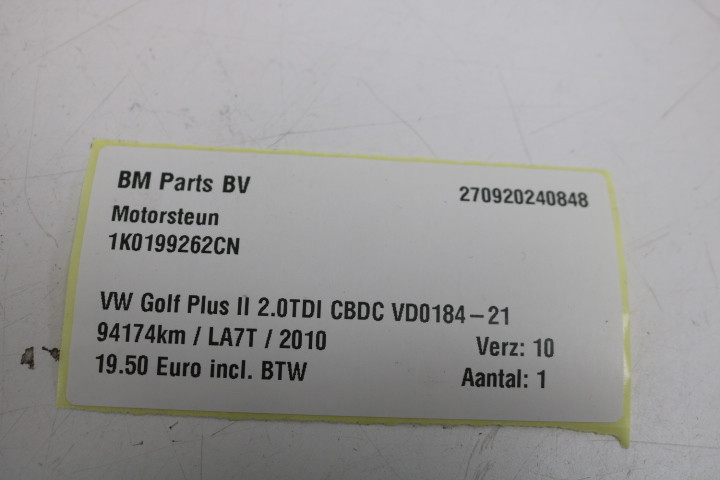 BM Parts BV 270920240848
Motorsteun
1K0199262CN
VW Golf Plus II 2.0TDI CBDC VD0184-21
94174km / LA7T / 2010 Verz: 10
19.50 Euro incl. BTW Aantal: 1